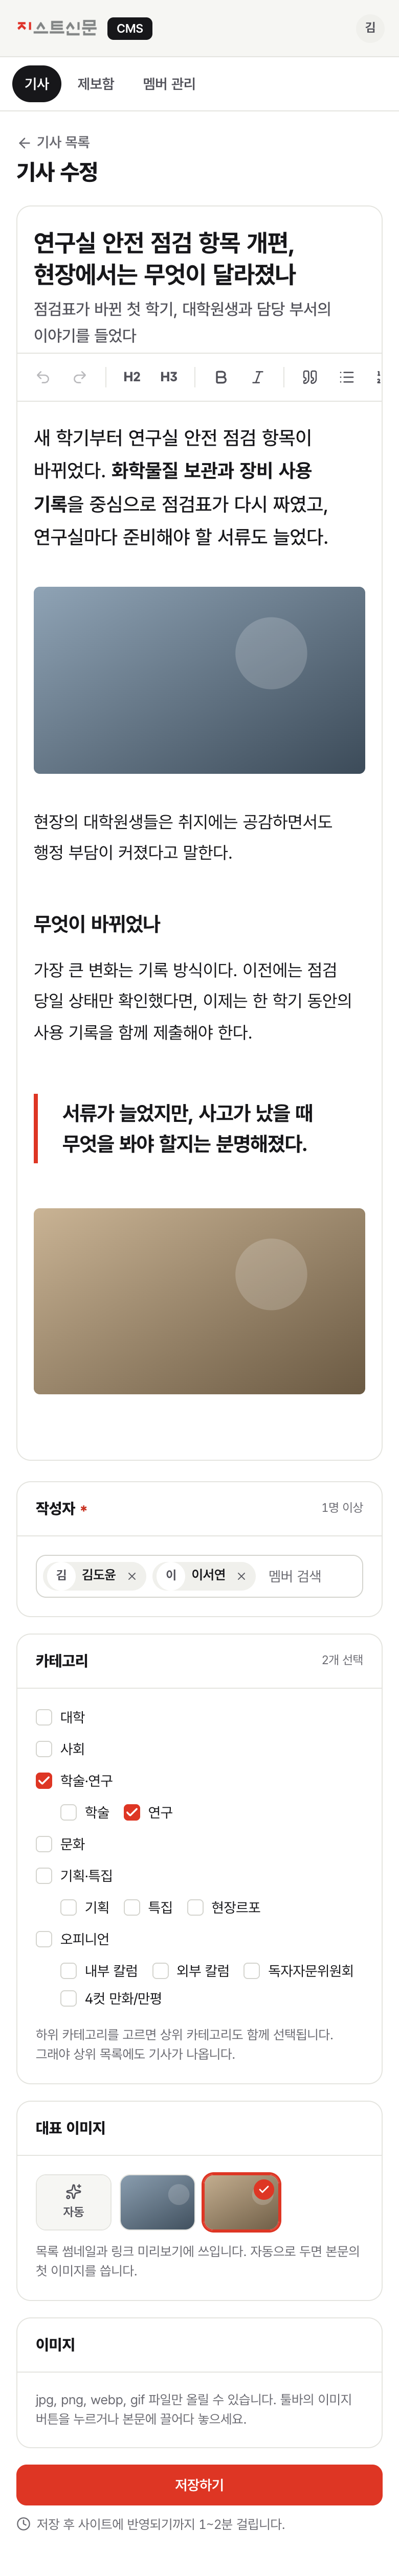 지스트신문 CMS 김
기사 제보함 멤버 관리
← 기사 목록
기사 수정
연구실 안전 점검 항목 개편,
현장에서는 무엇이 달라졌나
점검표가 바뀐 첫 학기, 대학원생과 담당 부서의
이야기를 들었다
H2 H3 B I
새 학기부터 연구실 안전 점검 항목이
바뀌었다. 화학물질 보관과 장비 사용
기록을 중심으로 점검표가 다시 짜였고,
연구실마다 준비해야 할 서류도 늘었다.
현장의 대학원생들은 취지에는 공감하면서도
행정 부담이 커졌다고 말한다.
무엇이 바뀌었나
가장 큰 변화는 기록 방식이다. 이전에는 점검
당일 상태만 확인했다면, 이제는 한 학기 동안의
사용 기록을 함께 제출해야 한다.
서류가 늘었지만, 사고가 났을 때
무엇을 봐야 할지는 분명해졌다.
작성자 * 1명 이상
김 김도윤 × 이 이서연 × 멤버 검색
카테고리 2개 선택
대학
사회
학술·연구
학술 연구
문화
기획·특집
기획 특집 현장르포
오피니언
내부 칼럼 외부 칼럼 독자자문위원회
4컷 만화/만평
하위 카테고리를 고르면 상위 카테고리도 함께 선택됩니다.
그래야 상위 목록에도 기사가 나옵니다.
대표 이미지
자동
목록 썸네일과 링크 미리보기에 쓰입니다. 자동으로 두면 본문의
첫 이미지를 씁니다.
이미지
jpg, png, webp, gif 파일만 올릴 수 있습니다. 툴바의 이미지
버튼을 누르거나 본문에 끌어다 놓으세요.
저장하기
저장 후 사이트에 반영되기까지 1~2분 걸립니다.